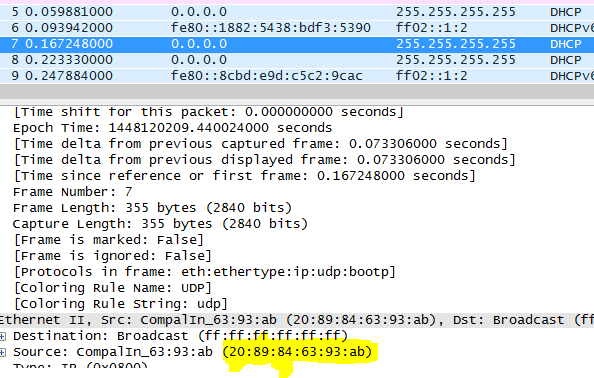 5 0.059881000 0.0.0.0 255.255.255.255 DHCP
6 0.093942000 fe80::1882:5438:bdf3:5390 ff02::1:2 DHCPv6
7 0.167248000 0.0.0.0 255.255.255.255 DHCP
8 0.223330000 0.0.0.0 255.255.255.255 DHCP
9 0.247884000 fe80::8cbd:e9d:c5c2:9cac ff02::1:2 DHCPv6
[Time shift for this packet: 0.000000000 seconds]
Epoch Time: 1448120209.440024000 seconds
[Time delta from previous captured frame: 0.073306000 seconds]
[Time delta from previous displayed frame: 0.073306000 seconds]
[Time since reference or first frame: 0.167248000 seconds]
Frame Number: 7
Frame Length: 355 bytes (2840 bits)
Capture Length: 355 bytes (2840 bits)
[Frame is marked: False]
[Frame is ignored: False]
[Protocols in frame: eth:ethertype:ip:udp:bootp]
[Coloring Rule Name: UDP]
[Coloring Rule String: udp]
Ethernet II, Src: CompalIn_63:93:ab (20:89:84:63:93:ab), Dst: Broadcast (ff
Destination: Broadcast (ff:ff:ff:ff:ff:ff)
Source: CompalIn_63:93:ab (20:89:84:63:93:ab)
Type: IP (0x0800)